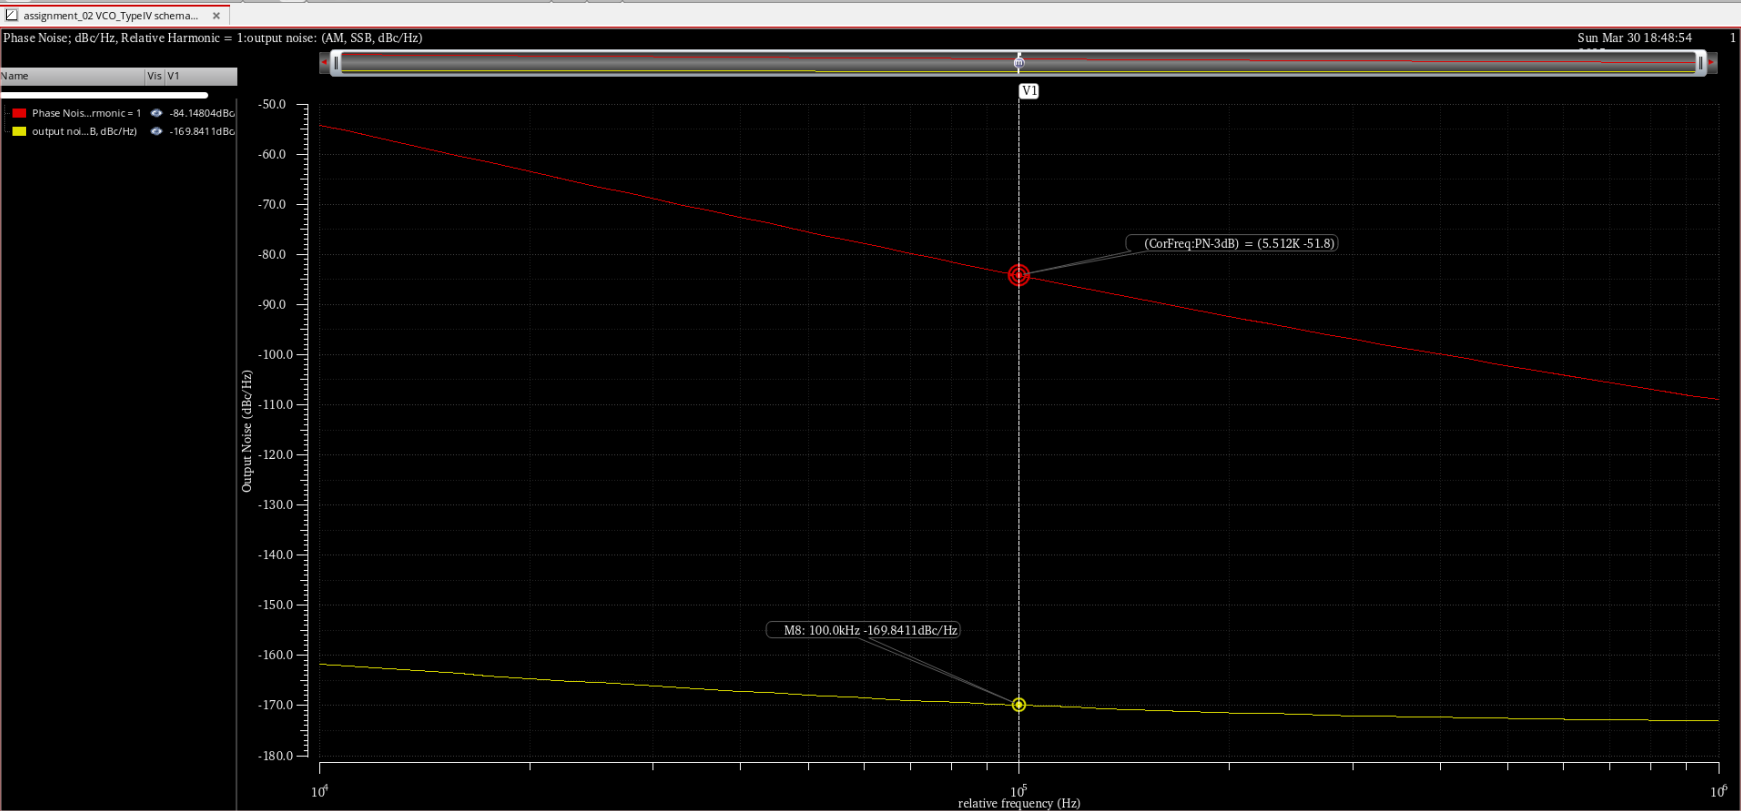 assignment_02 VCO_TypeIV schema...
Phase Noise; dBc/Hz, Relative Harmonic = 1:output noise: (AM, SSB, dBc/Hz)
Sun Mar 30 18:48:54 1
Name Vis V1
V1
Phase Nois...rmonic = 1 -84.14804dBc/
output noi...B, dBc/Hz) -169.8411dBc/
-50.0
-60.0
-70.0
-80.0
(CorFreq:PN-3dB) = (5.512K -51.8)
-90.0
-100.0
-110.0
-120.0
-130.0
-140.0
-150.0
M8: 100.0kHz -169.8411dBc/Hz
-160.0
-170.0
-180.0
Output Noise (dBc/Hz)
10⁴ 10⁵ 10⁶
relative frequency (Hz)